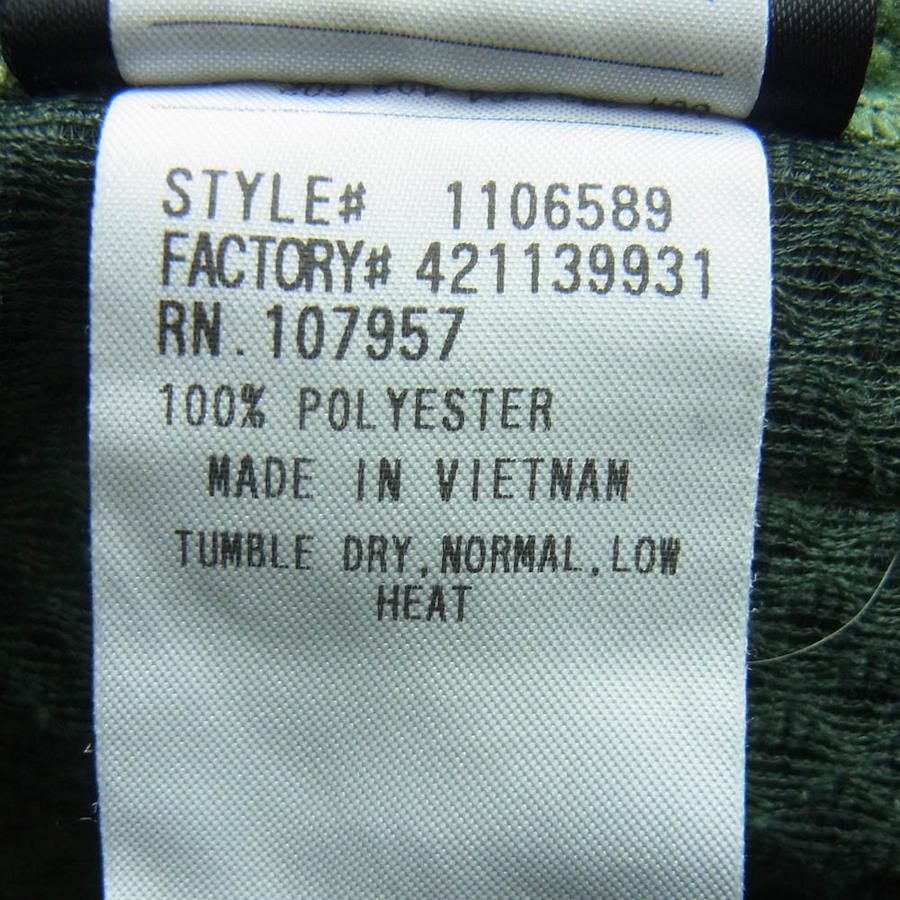 STYLE# 1106589
FACTORY# 421139931
RN.107957
100% POLYESTER
MADE IN VIETNAM
TUMBLE DRY,NORMAL,LOW
HEAT